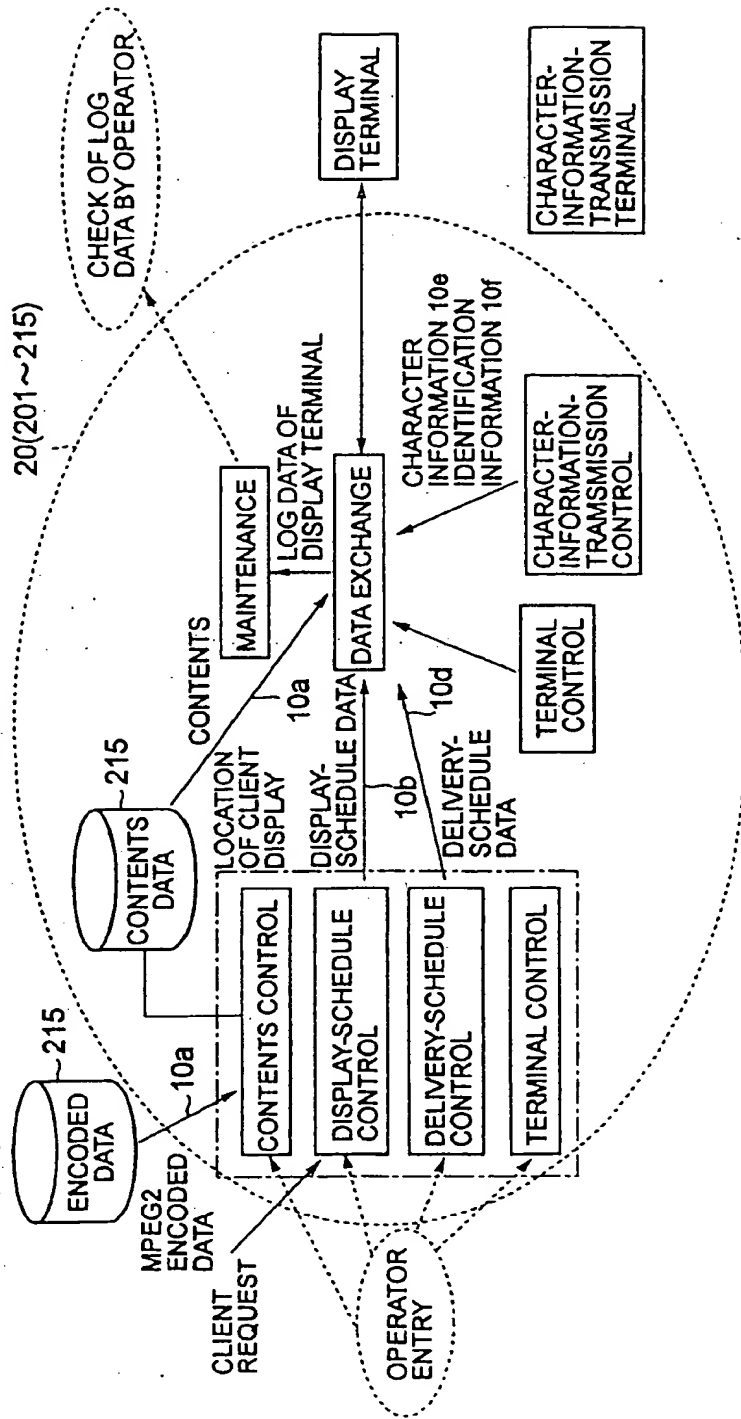 20(201~215)
CHECK OF LOG
DATA BY OPERATOR
ENCODED
DATA
215
10a
MPEG2
ENCODED
DATA
CLIENT
REQUEST
OPERATOR
ENTRY
CONTENTS
DATA
215
CONTENTS
10a
LOCATION
OF CLIENT
DISPLAY
CONTENTS CONTROL
DISPLAY-SCHEDULE
CONTROL
DELIVERY-SCHEDULE
CONTROL
TERMINAL CONTROL
DISPLAY-
SCHEDULE DATA
10b
DELIVERY-
SCHEDULE
DATA
10d
MAINTENANCE
LOG DATA OF
DISPLAY TERMINAL
DATA EXCHANGE
DISPLAY
TERMINAL
CHARACTER
INFORMATION 10e
IDENTIFICATION
INFORMATION 10f
TERMINAL
CONTROL
CHARACTER-
INFORMATION-
TRAMSMISSION
CONTROL
CHARACTER-
INFORMATION-
TRANSMISSION
TERMINAL